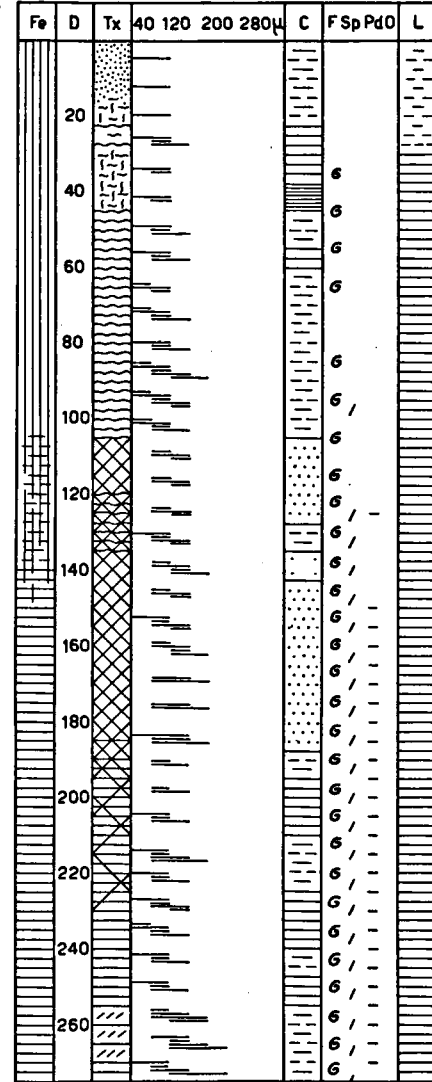 Fe D Tx 40 120 200 280μ C F Sp Pd O L
20
40
G
G
60
G
G
80
G
100
G /
G
120
G
G / -
G /
140
G /
G /
G / -
160
G / -
G / -
G / -
180
G / -
G / -
200
G / -
G / -
G / -
220
G / -
G / -
240
G / -
G / -
G / -
260
G / -
G / -